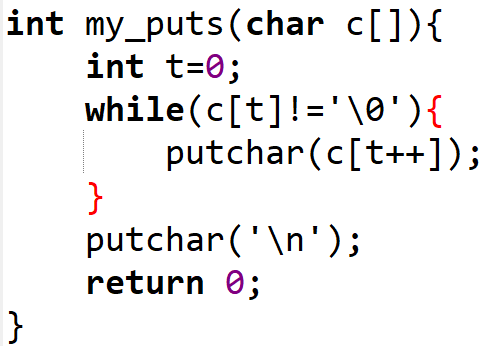 int my_puts(char c[]){
    int t=0;
    while(c[t]!='\0'){
        putchar(c[t++]);
    }
    putchar('\n');
    return 0;
}